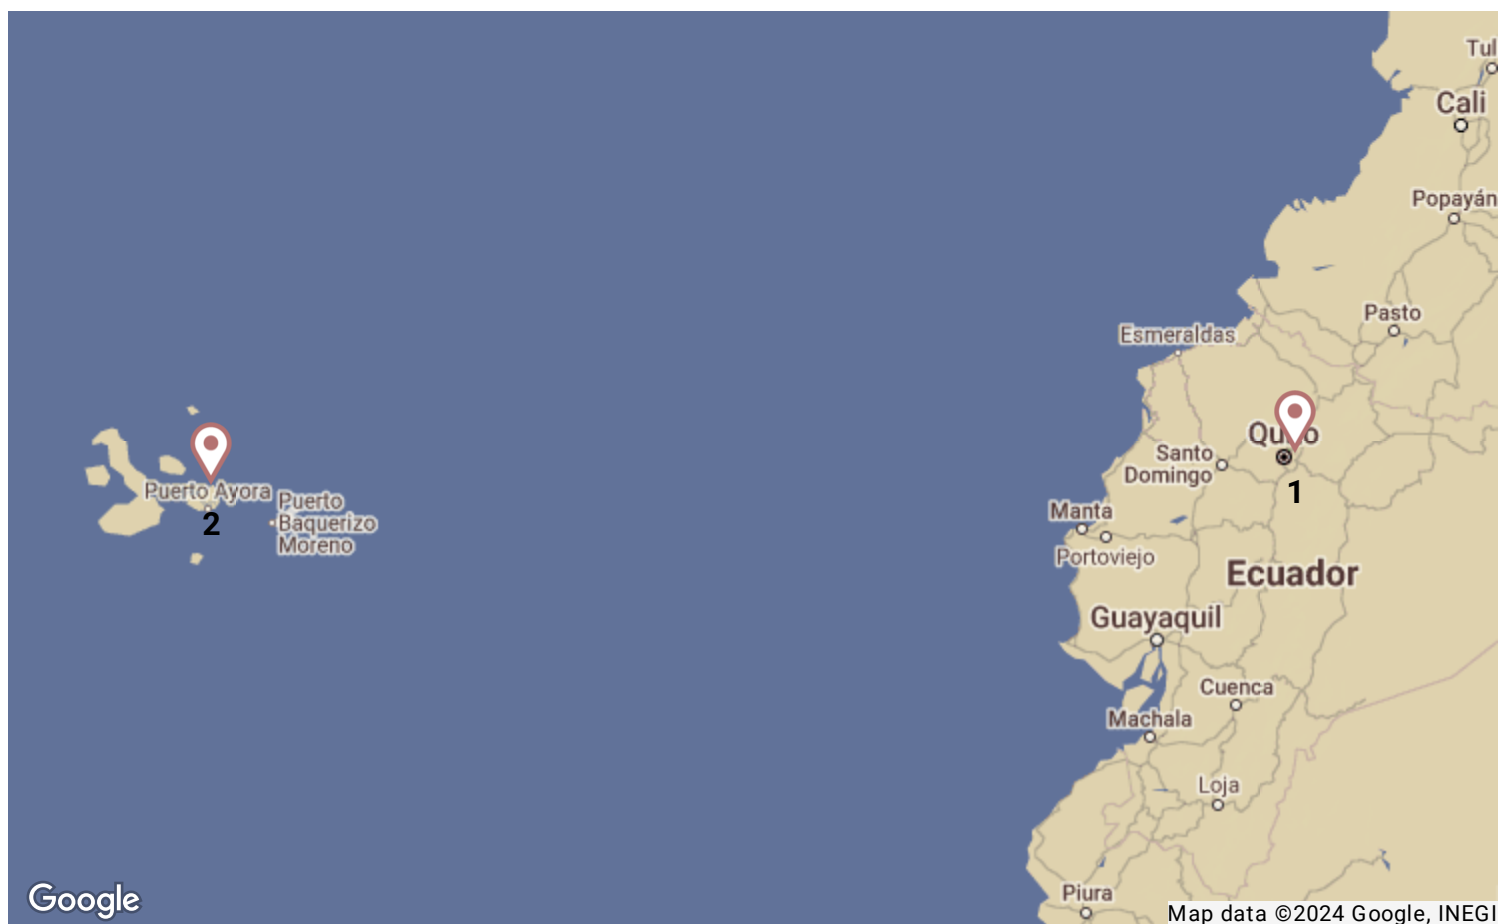 Tul
Cali
Popayán
Pasto
Esmeraldas
Quito
Santo
Domingo
1
Puerto Ayora
Puerto
Baquerizo
Moreno
2
Manta
Portoviejo
Ecuador
Guayaquil
Cuenca
Machala
Loja
Piura
Google
Map data ©2024 Google, INEGI